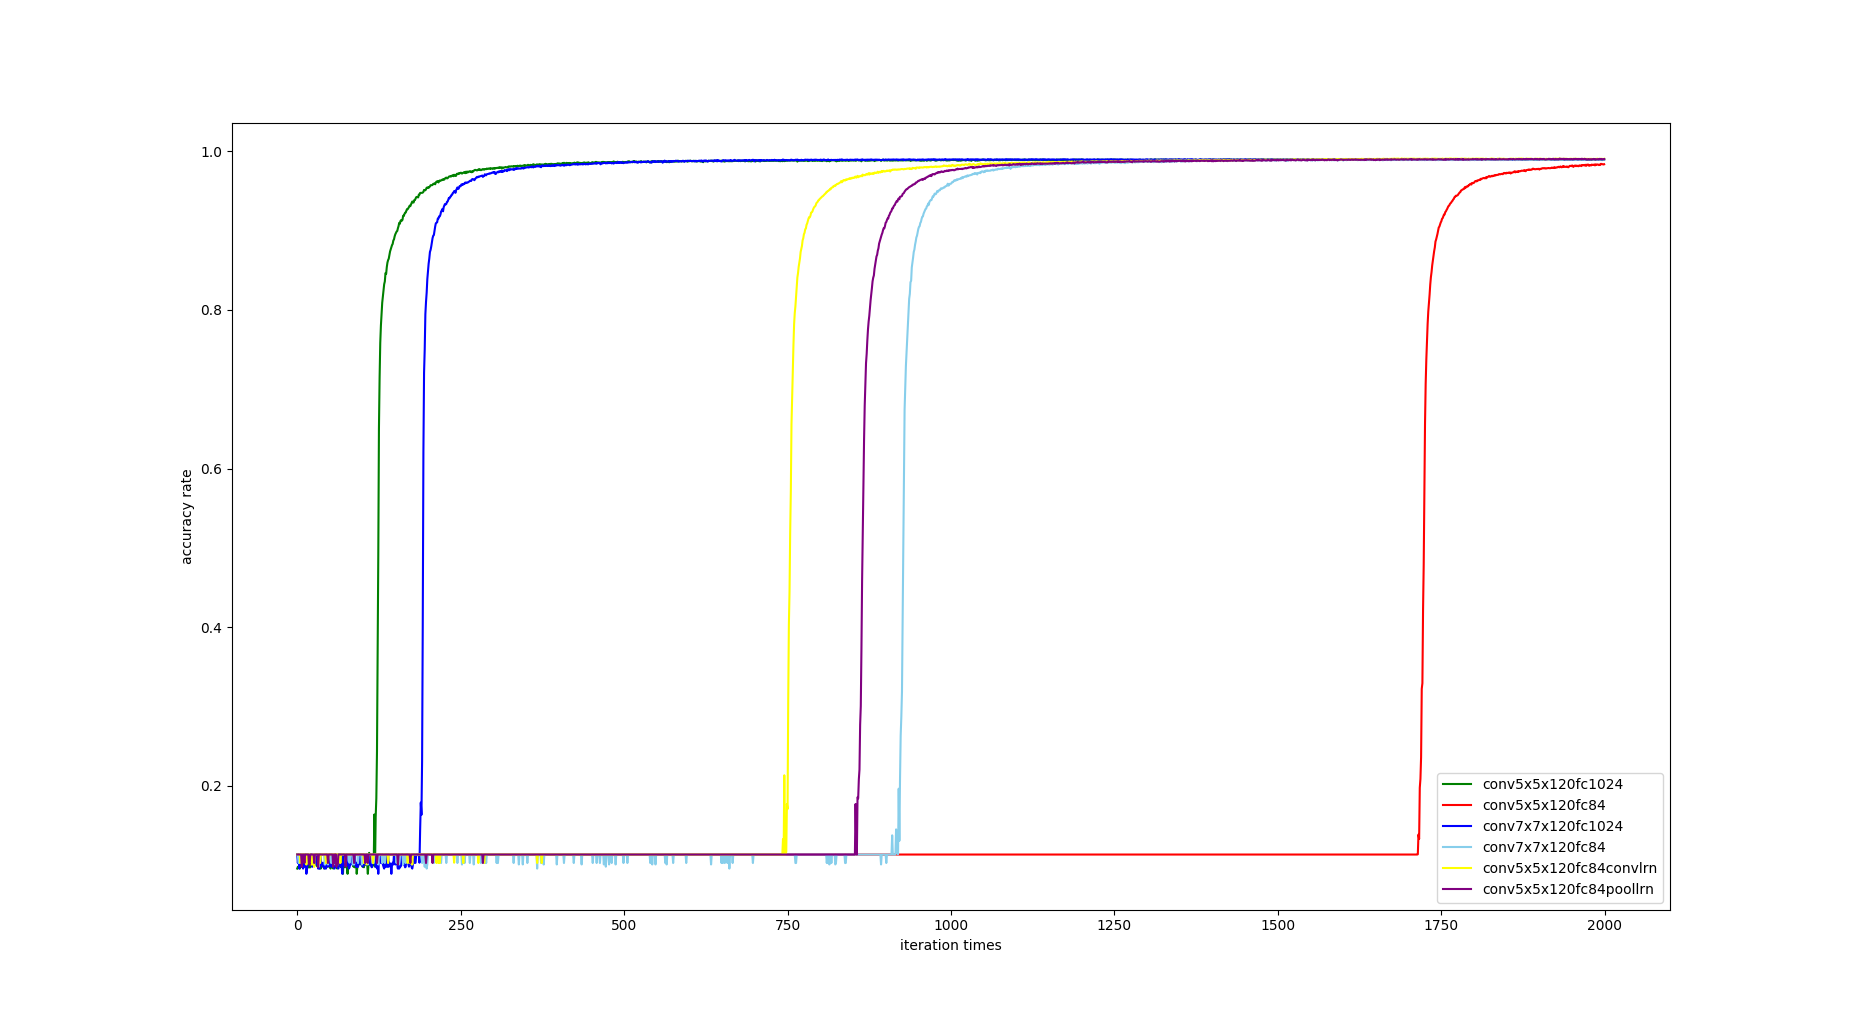 1.0
0.8
0.6
0.4
0.2
accuracy rate
0 250 500 750 1000 1250 1500 1750 2000
iteration times
conv5x5x120fc1024
conv5x5x120fc84
conv7x7x120fc1024
conv7x7x120fc84
conv5x5x120fc84convlrn
conv5x5x120fc84poollrn